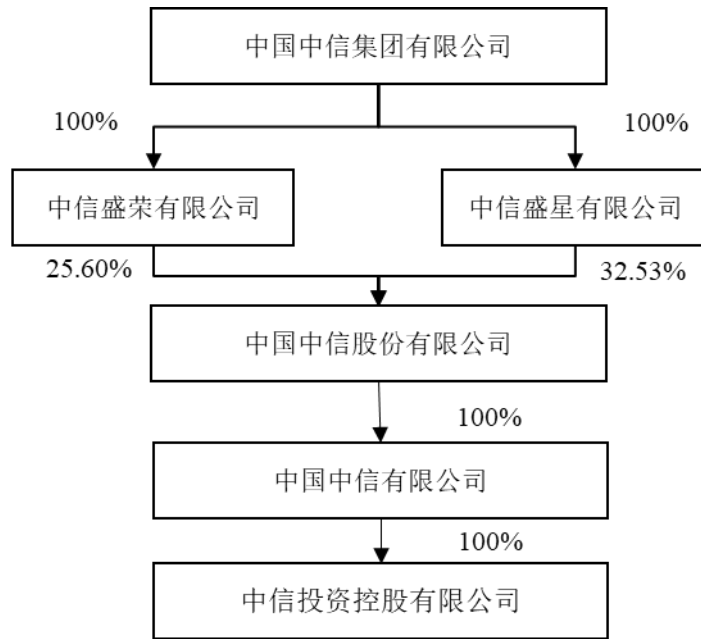 中国中信集团有限公司
100%
100%
中信盛荣有限公司
中信盛星有限公司
25.60%
32.53%
中国中信股份有限公司
100%
中国中信有限公司
100%
中信投资控股有限公司